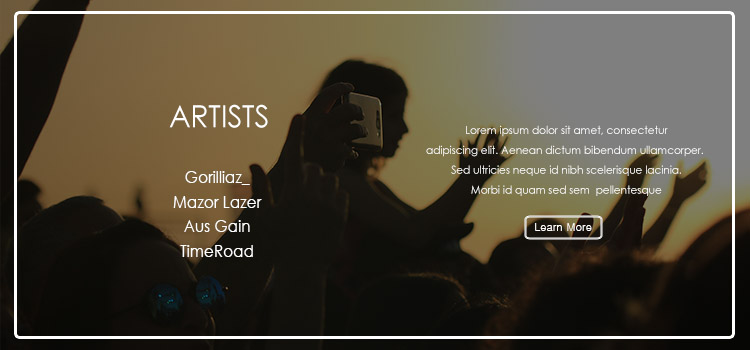 ARTISTS
Gorilliaz_
Mazor Lazer
Aus Gain
TimeRoad
Lorem ipsum dolor sit amet, consectetur
adipiscing elit. Aenean dictum bibendum ullamcorper.
Sed ultricies neque id nibh scelerisque lacinia.
Morbi id quam sed sem pellentesque
Learn More